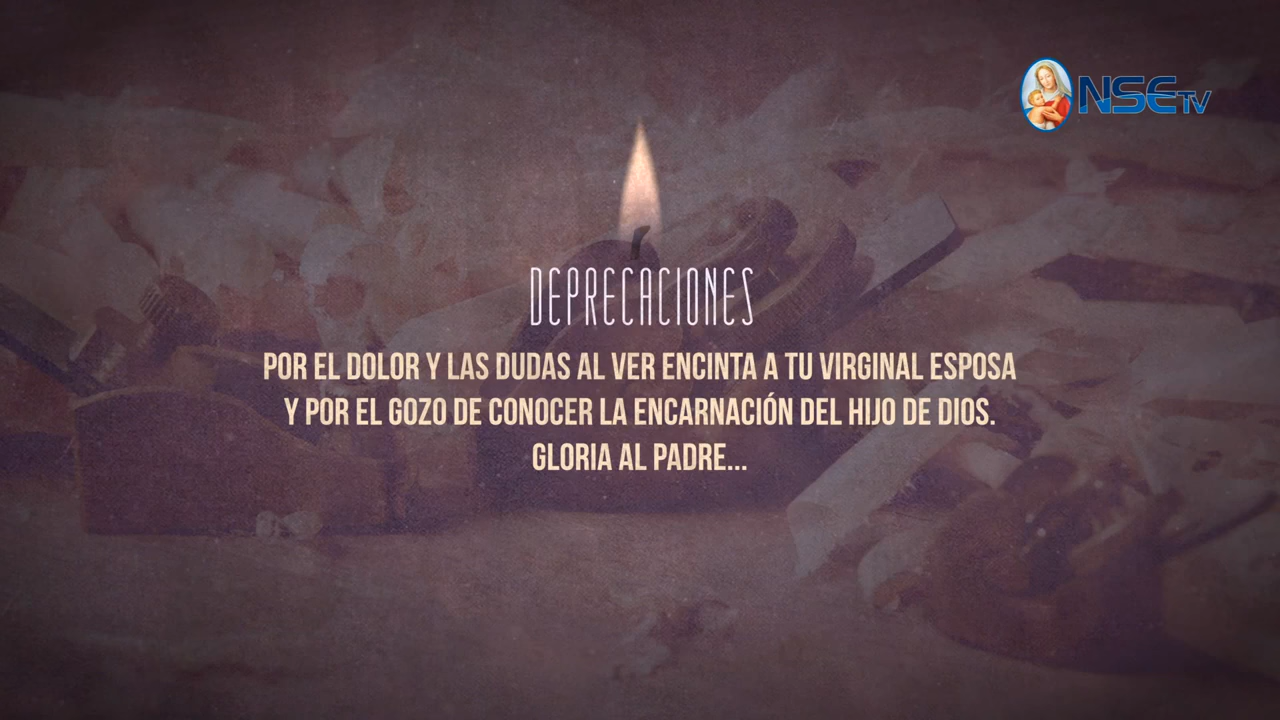 NSETV
DEPRECACIONES
POR EL DOLOR Y LAS DUDAS AL VER ENCINTA A TU VIRGINAL ESPOSA
Y POR EL GOZO DE CONOCER LA ENCARNACIÓN DEL HIJO DE DIOS.
GLORIA AL PADRE...